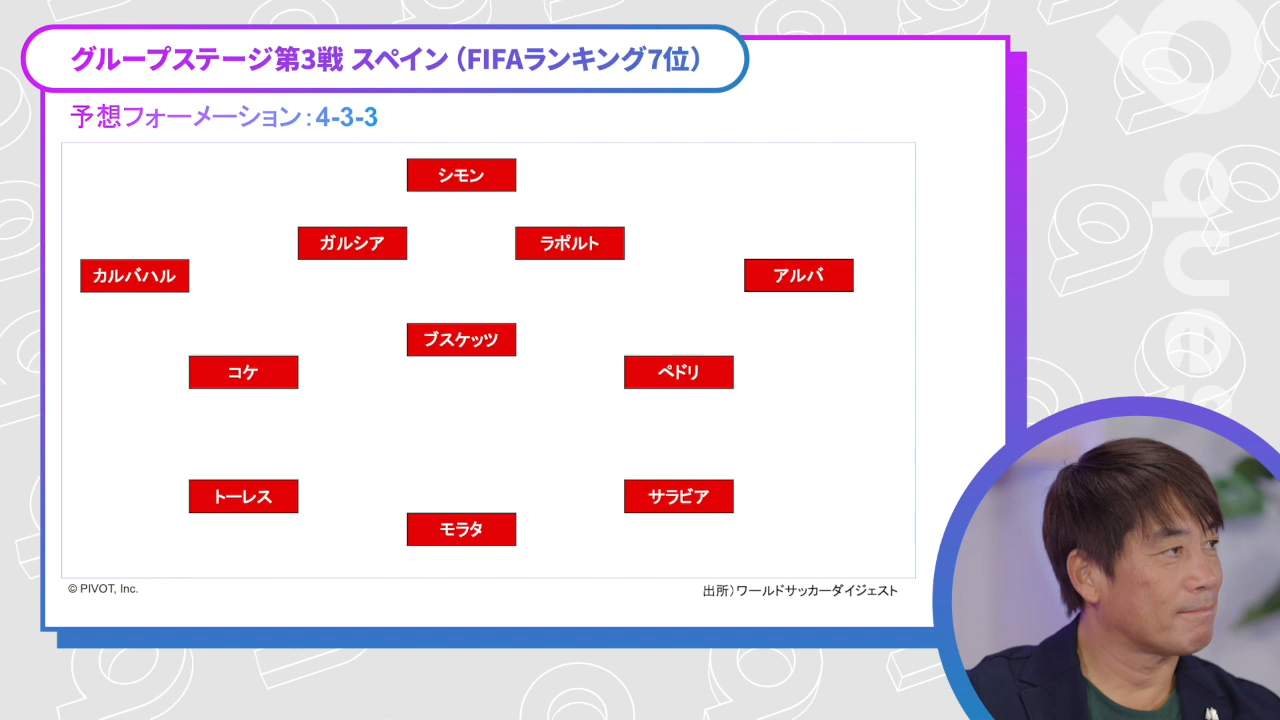 グループステージ第3戦 スペイン（FIFAランキング7位）
予想フォーメーション：4-3-3
シモン
ガルシア
ラポルト
カルバハル
アルバ
ブスケッツ
コケ
ペドリ
トーレス
サラビア
モラタ
© PIVOT, Inc.
出所）ワールドサッカーダイジェスト